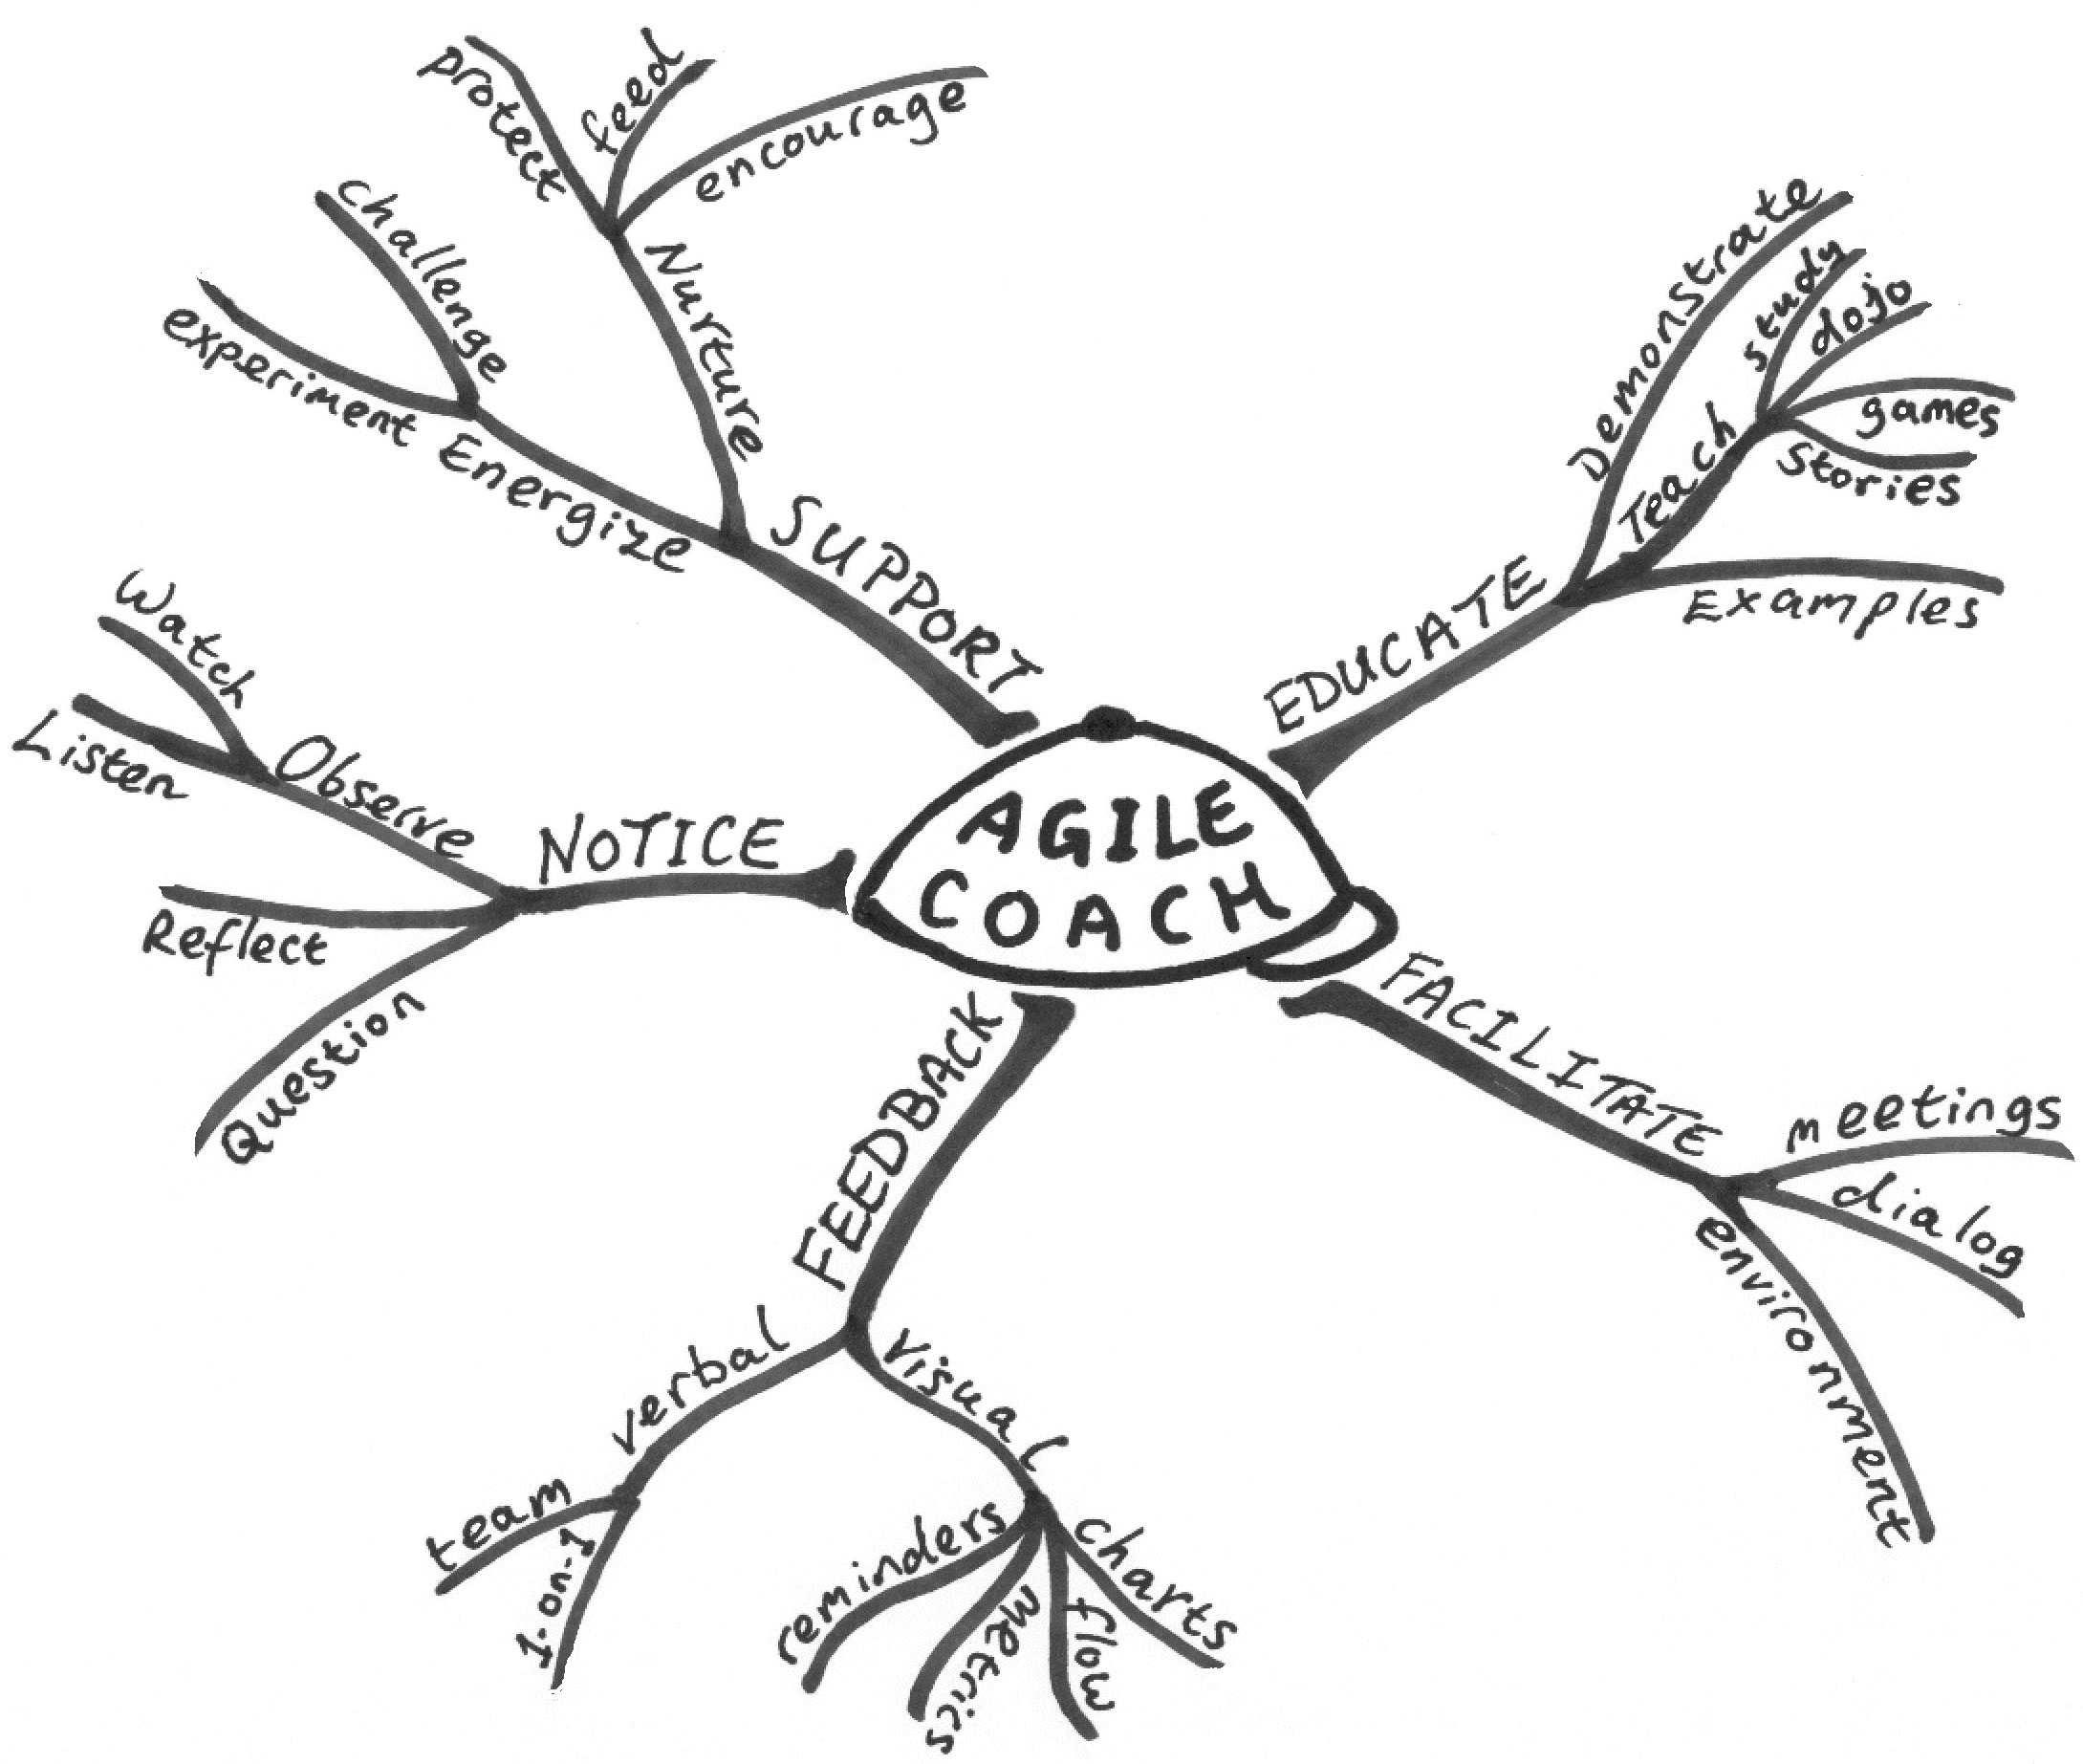 AGILE
COACH
SUPPORT
Nurture
protect
feed
encourage
Energize
challenge
experiment
EDUCATE
Demonstrate
Teach
study
dojo
games
stories
Examples
FACILITATE
meetings
dialog
environment
FEEDBACK
visual
charts
flow
metrics
reminders
verbal
1-on-1
team
NOTICE
Observe
Watch
Listen
Reflect
Question